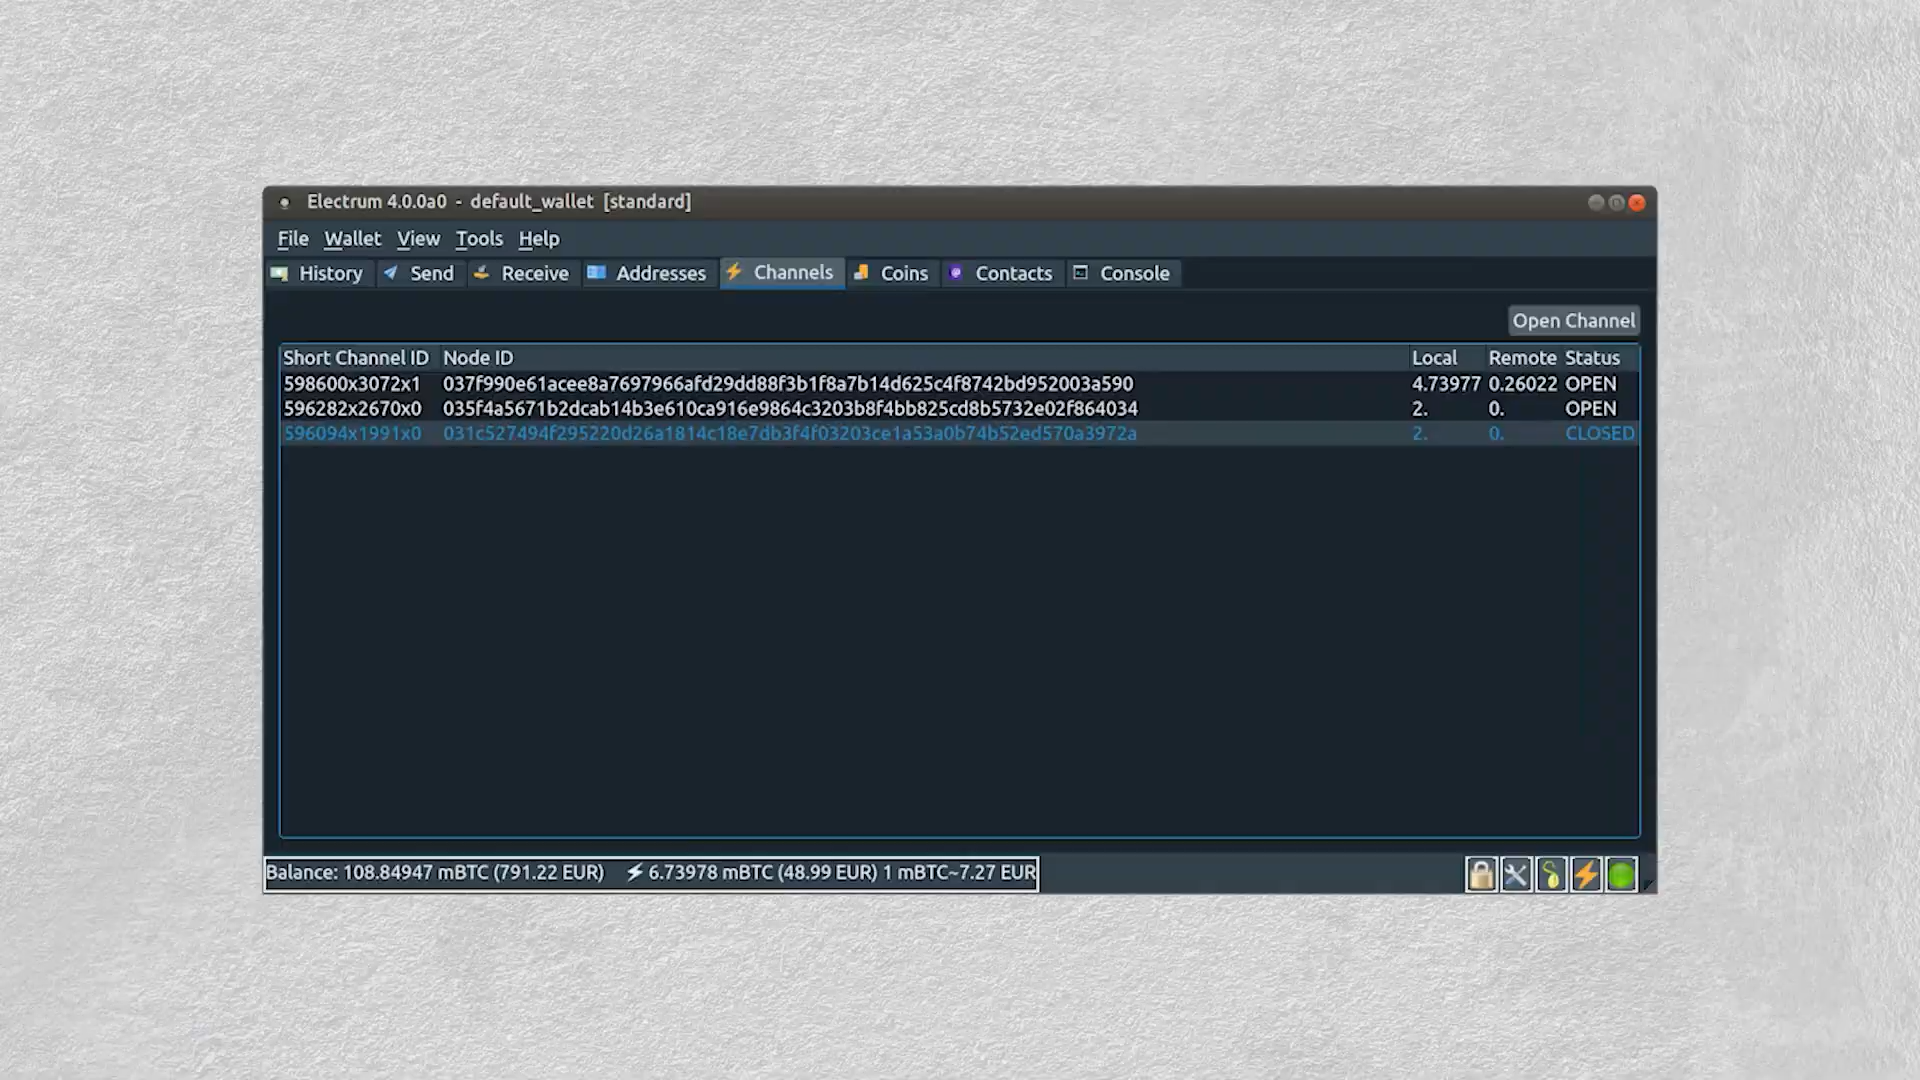 Electrum 4.0.0a0 - default_wallet [standard]
File Wallet View Tools Help
History Send Receive Addresses Channels Coins Contacts Console
Open Channel
Short Channel ID Node ID Local Remote Status
598600x3072x1 037f990e61acee8a7697966afd29dd88f3b1f8a7b14d625c4f8742bd952003a590 4.73977 0.26022 OPEN
596282x2670x0 035f4a5671b2dcab14b3e610ca916e9864c3203b8f4bb825cd8b5732e02f864034 2. 0. OPEN
596094x1991x0 031c527494f295220d26a1814c18e7db3f4f03203ce1a53a0b74b52ed570a3972a 2. 0. CLOSED
Balance: 108.84947 mBTC (791.22 EUR) 6.73978 mBTC (48.99 EUR) 1 mBTC~7.27 EUR